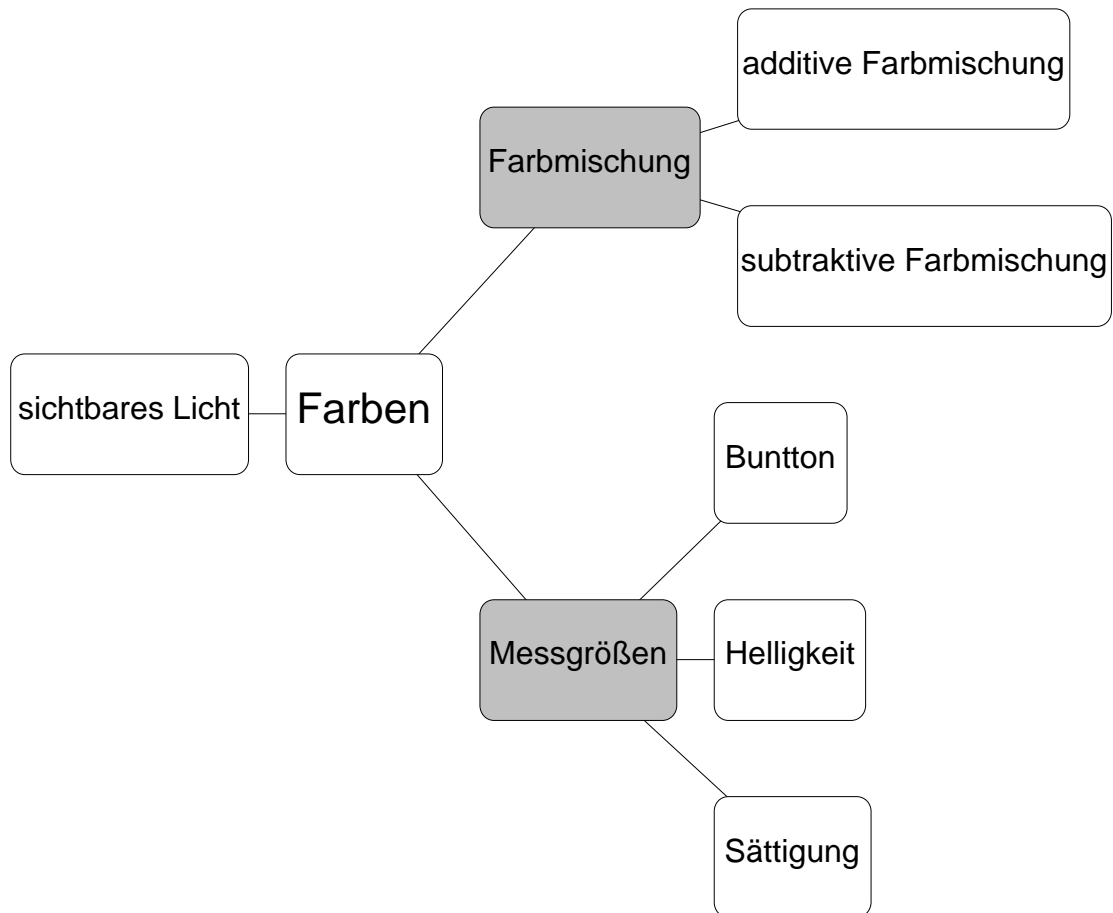 additive Farbmischung
Farbmischung
subtraktive Farbmischung
sichtbares Licht
Farben
Buntton
Messgrößen
Helligkeit
Sättigung